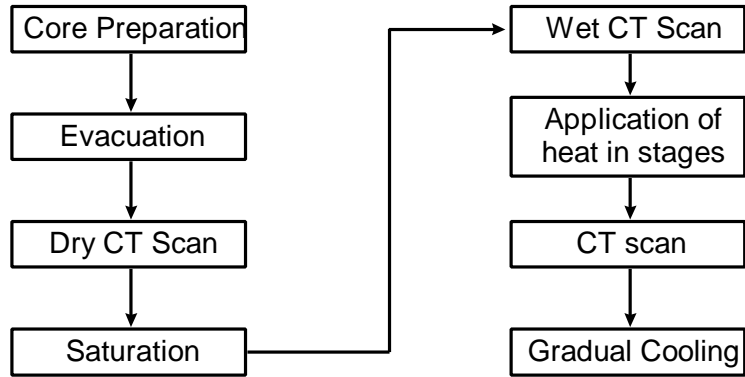 Core Preparation
Evacuation
Dry CT Scan
Saturation
Wet CT Scan
Application of
heat in stages
CT scan
Gradual Cooling